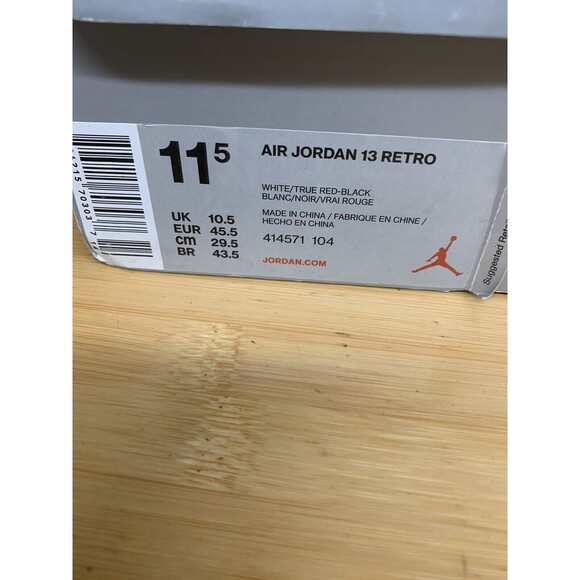 11 5
AIR JORDAN 13 RETRO
WHITE/TRUE RED-BLACK
BLANC/NOIR/VRAI ROUGE
MADE IN CHINA / FABRIQUE EN CHINE /
HECHO EN CHINA
414571 104
JORDAN.COM
UK 10.5
EUR 45.5
CM 29.5
BR 43.5
70303
Suggested